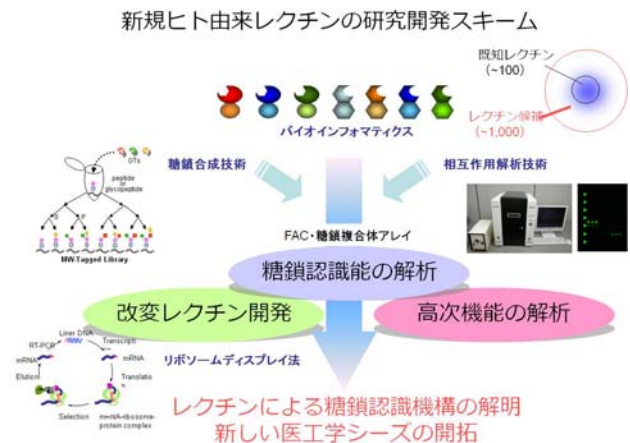 新規ヒト由来レクチンの研究開発スキーム
既知レクチン
(~100)
レクチン候補
(~1,000)
バイオインフォマティクス
糖鎖合成技術
相互作用解析技術
GTs
peptide
or
glycopeptide
S
P
MW-Tagged Library
FAC・糖鎖複合体アレイ
糖鎖認識能の解析
改変レクチン開発
高次機能の解析
Liner DNA
RT-PCR
Transcripti
mRNA
mRNA
リボソームディスプレイ法
Elution
Translatio
Selection
mRNA-ribosome-
protein complex
レクチンによる糖鎖認識機構の解明
新しい医工学シーズの開拓